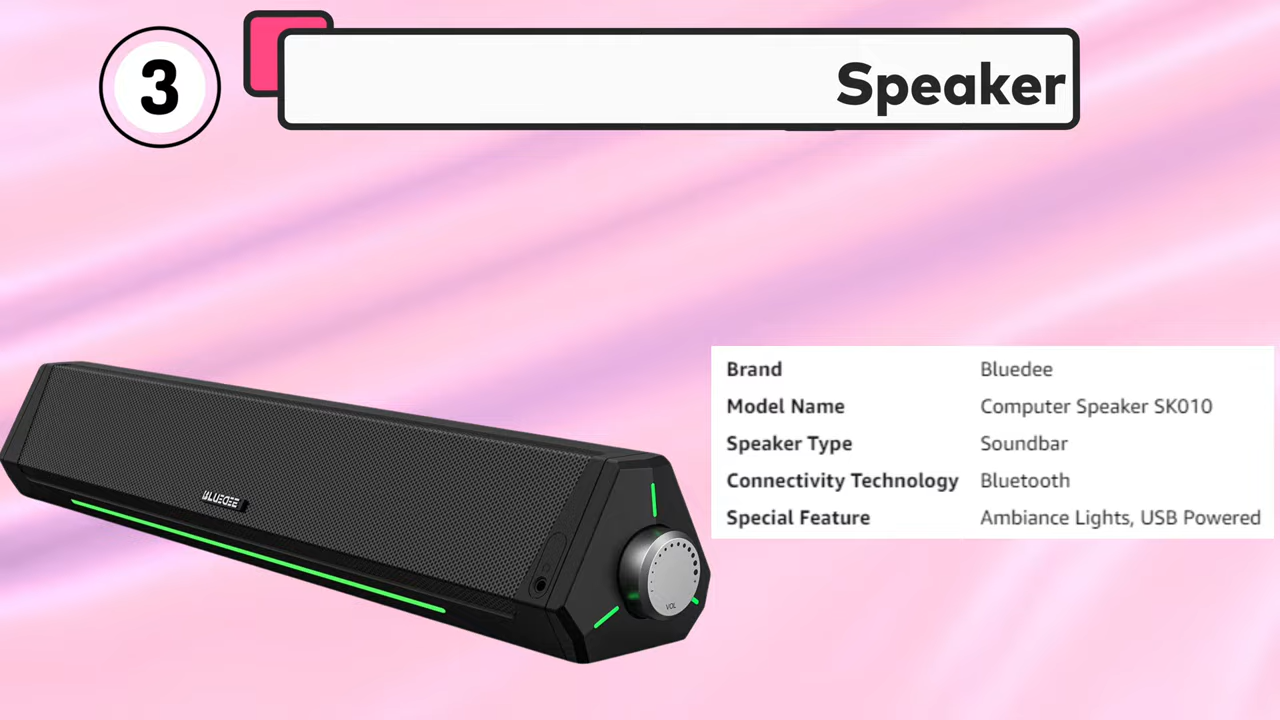 3
Speaker
Brand Bluedee
Model Name Computer Speaker SK010
Speaker Type Soundbar
Connectivity Technology Bluetooth
Special Feature Ambiance Lights, USB Powered
BLUEDEE
VOL